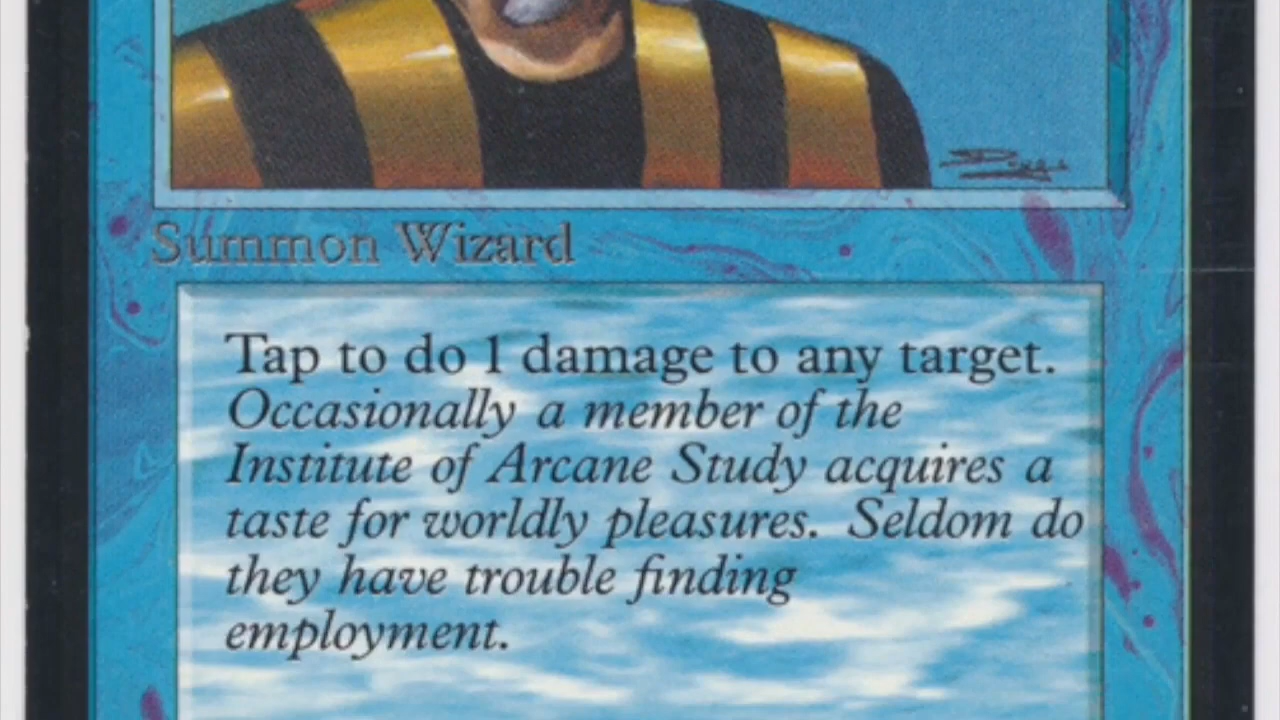 Summon Wizard
Tap to do 1 damage to any target.
Occasionally a member of the
Institute of Arcane Study acquires a
taste for worldly pleasures. Seldom do
they have trouble finding
employment.